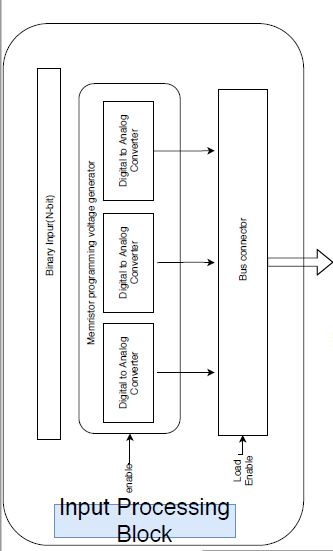 Binary Inpur(N-bit)
Memristor programming voltage generator
Digital to Analog
Converter
Digital to Analog
Converter
Digital to Analog
Converter
Bus connector
enable
Load
Enable
Input Processing
Block